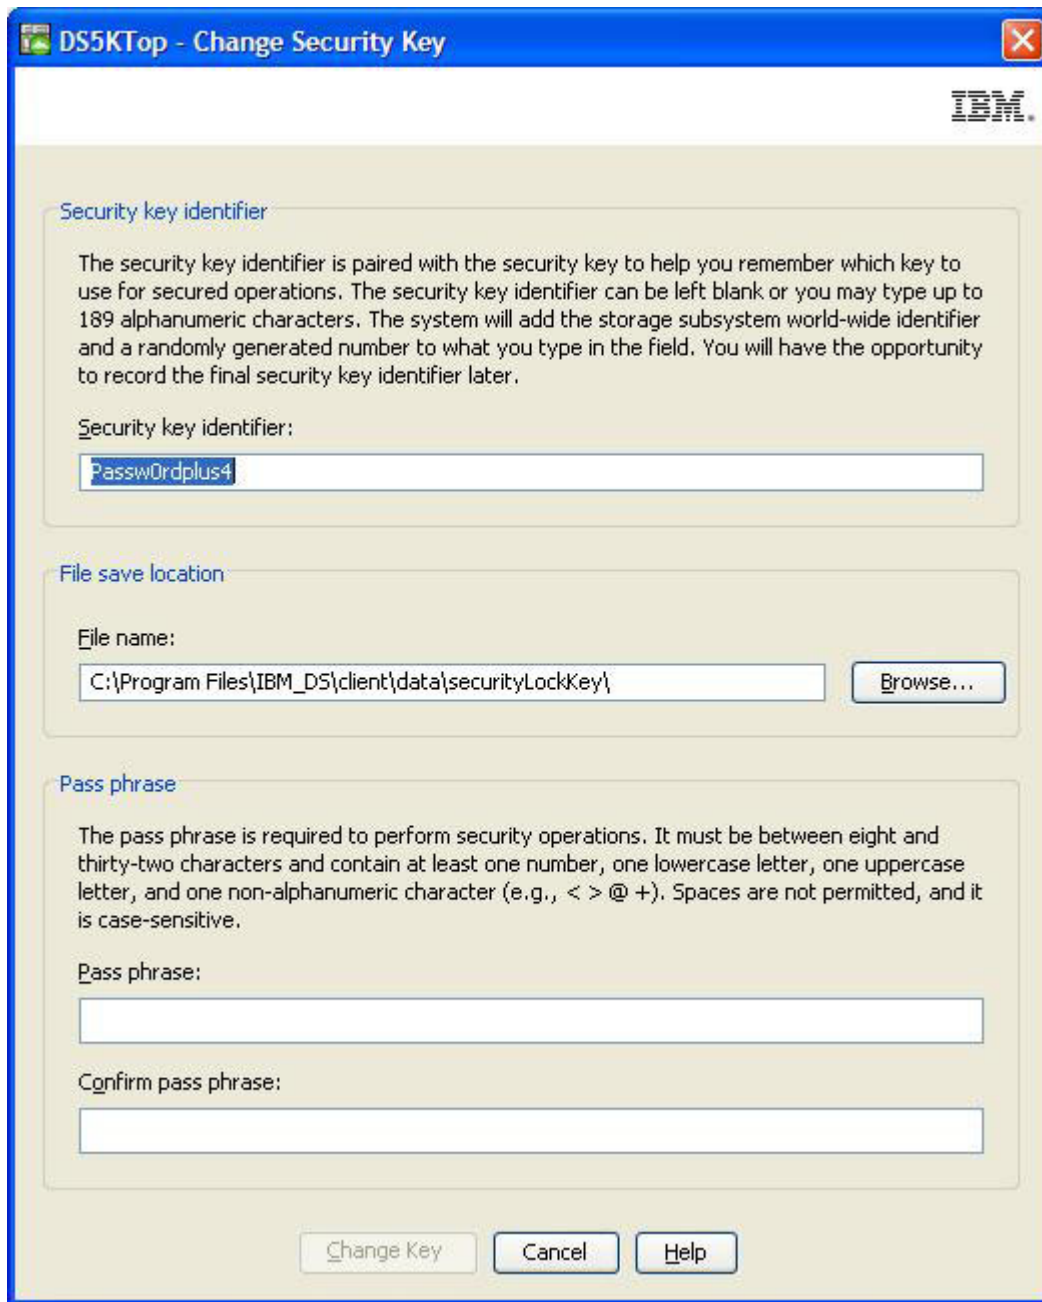 DS5KTop - Change Security Key
IBM.
Security key identifier
The security key identifier is paired with the security key to help you remember which key to
use for secured operations. The security key identifier can be left blank or you may type up to
189 alphanumeric characters. The system will add the storage subsystem world-wide identifier
and a randomly generated number to what you type in the field. You will have the opportunity
to record the final security key identifier later.
Security key identifier:
Passw0rdplus4
File save location
File name:
C:\Program Files\IBM_DS\client\data\securityLockKey\
Browse...
Pass phrase
The pass phrase is required to perform security operations. It must be between eight and
thirty-two characters and contain at least one number, one lowercase letter, one uppercase
letter, and one non-alphanumeric character (e.g., < > @ +). Spaces are not permitted, and it
is case-sensitive.
Pass phrase:
Confirm pass phrase:
Change Key
Cancel
Help